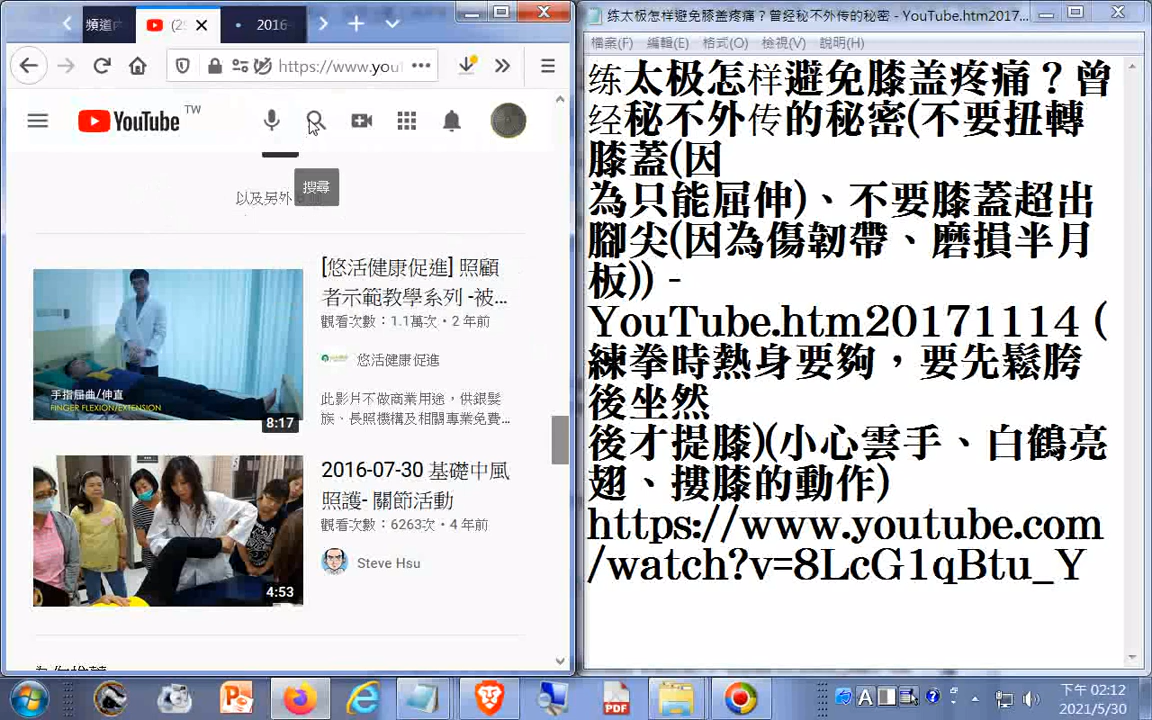 頻道
(2
2016
https://www.you
YouTube TW
搜尋
以及另外
[悠活健康促進] 照顧
者示範教學系列 -被...
觀看次數：1.1萬次・2 年前
悠活健康促進
此影片不做商業用途，供銀髮
族、長照機構及相關專業免費...
手指屈曲/伸直
FINGER FLEXION/EXTENSION
8:17
2016-07-30 基礎中風
照護- 關節活動
觀看次數：6263次・4 年前
Steve Hsu
4:53
练太极怎样避免膝盖疼痛？曾经秘不外传的秘密 - YouTube.htm2017...
檔案(F) 編輯(E) 格式(O) 檢視(V) 說明(H)
练太极怎样避免膝盖疼痛？曾
经秘不外传的秘密(不要扭轉
膝蓋(因
為只能屈伸)、不要膝蓋超出
腳尖(因為傷韌帶、磨損半月
板)) -
YouTube.htm20171114 (
練拳時熱身要夠，要先鬆胯
後坐然
後才提膝)(小心雲手、白鶴亮
翅、摟膝的動作)
https://www.youtube.com
/watch?v=8LcG1qBtu_Y
PDF
下午 02:12
2021/5/30